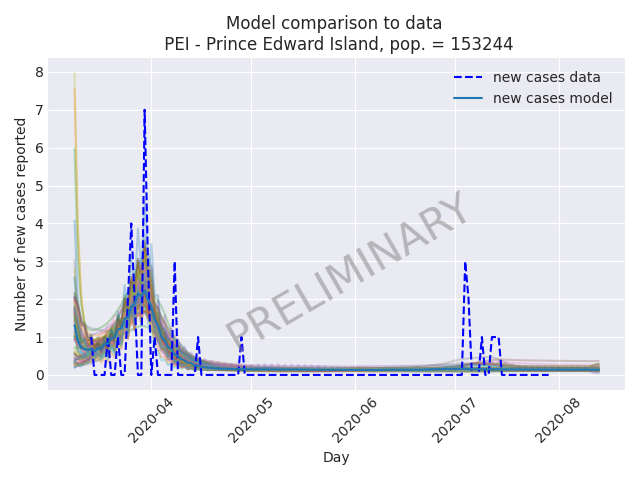 Model comparison to data
PEI - Prince Edward Island, pop. = 153244
8
7
6
5
4
3
2
1
0
Number of new cases reported
new cases data
new cases model
PRELIMINARY
2020-04
2020-05
2020-06
2020-07
2020-08
Day